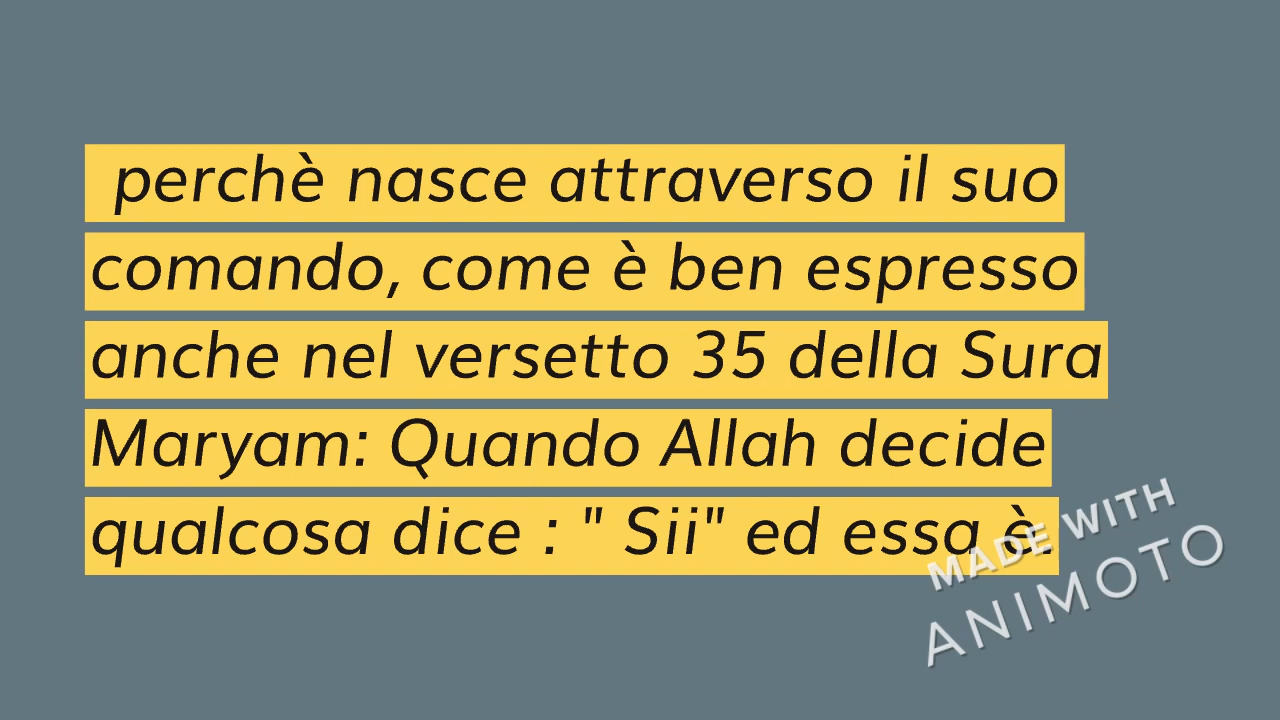 perchè nasce attraverso il suo
comando, come è ben espresso
anche nel versetto 35 della Sura
Maryam: Quando Allah decide
qualcosa dice : " Sii" ed essa è.
MADE WITH
ANIMOTO